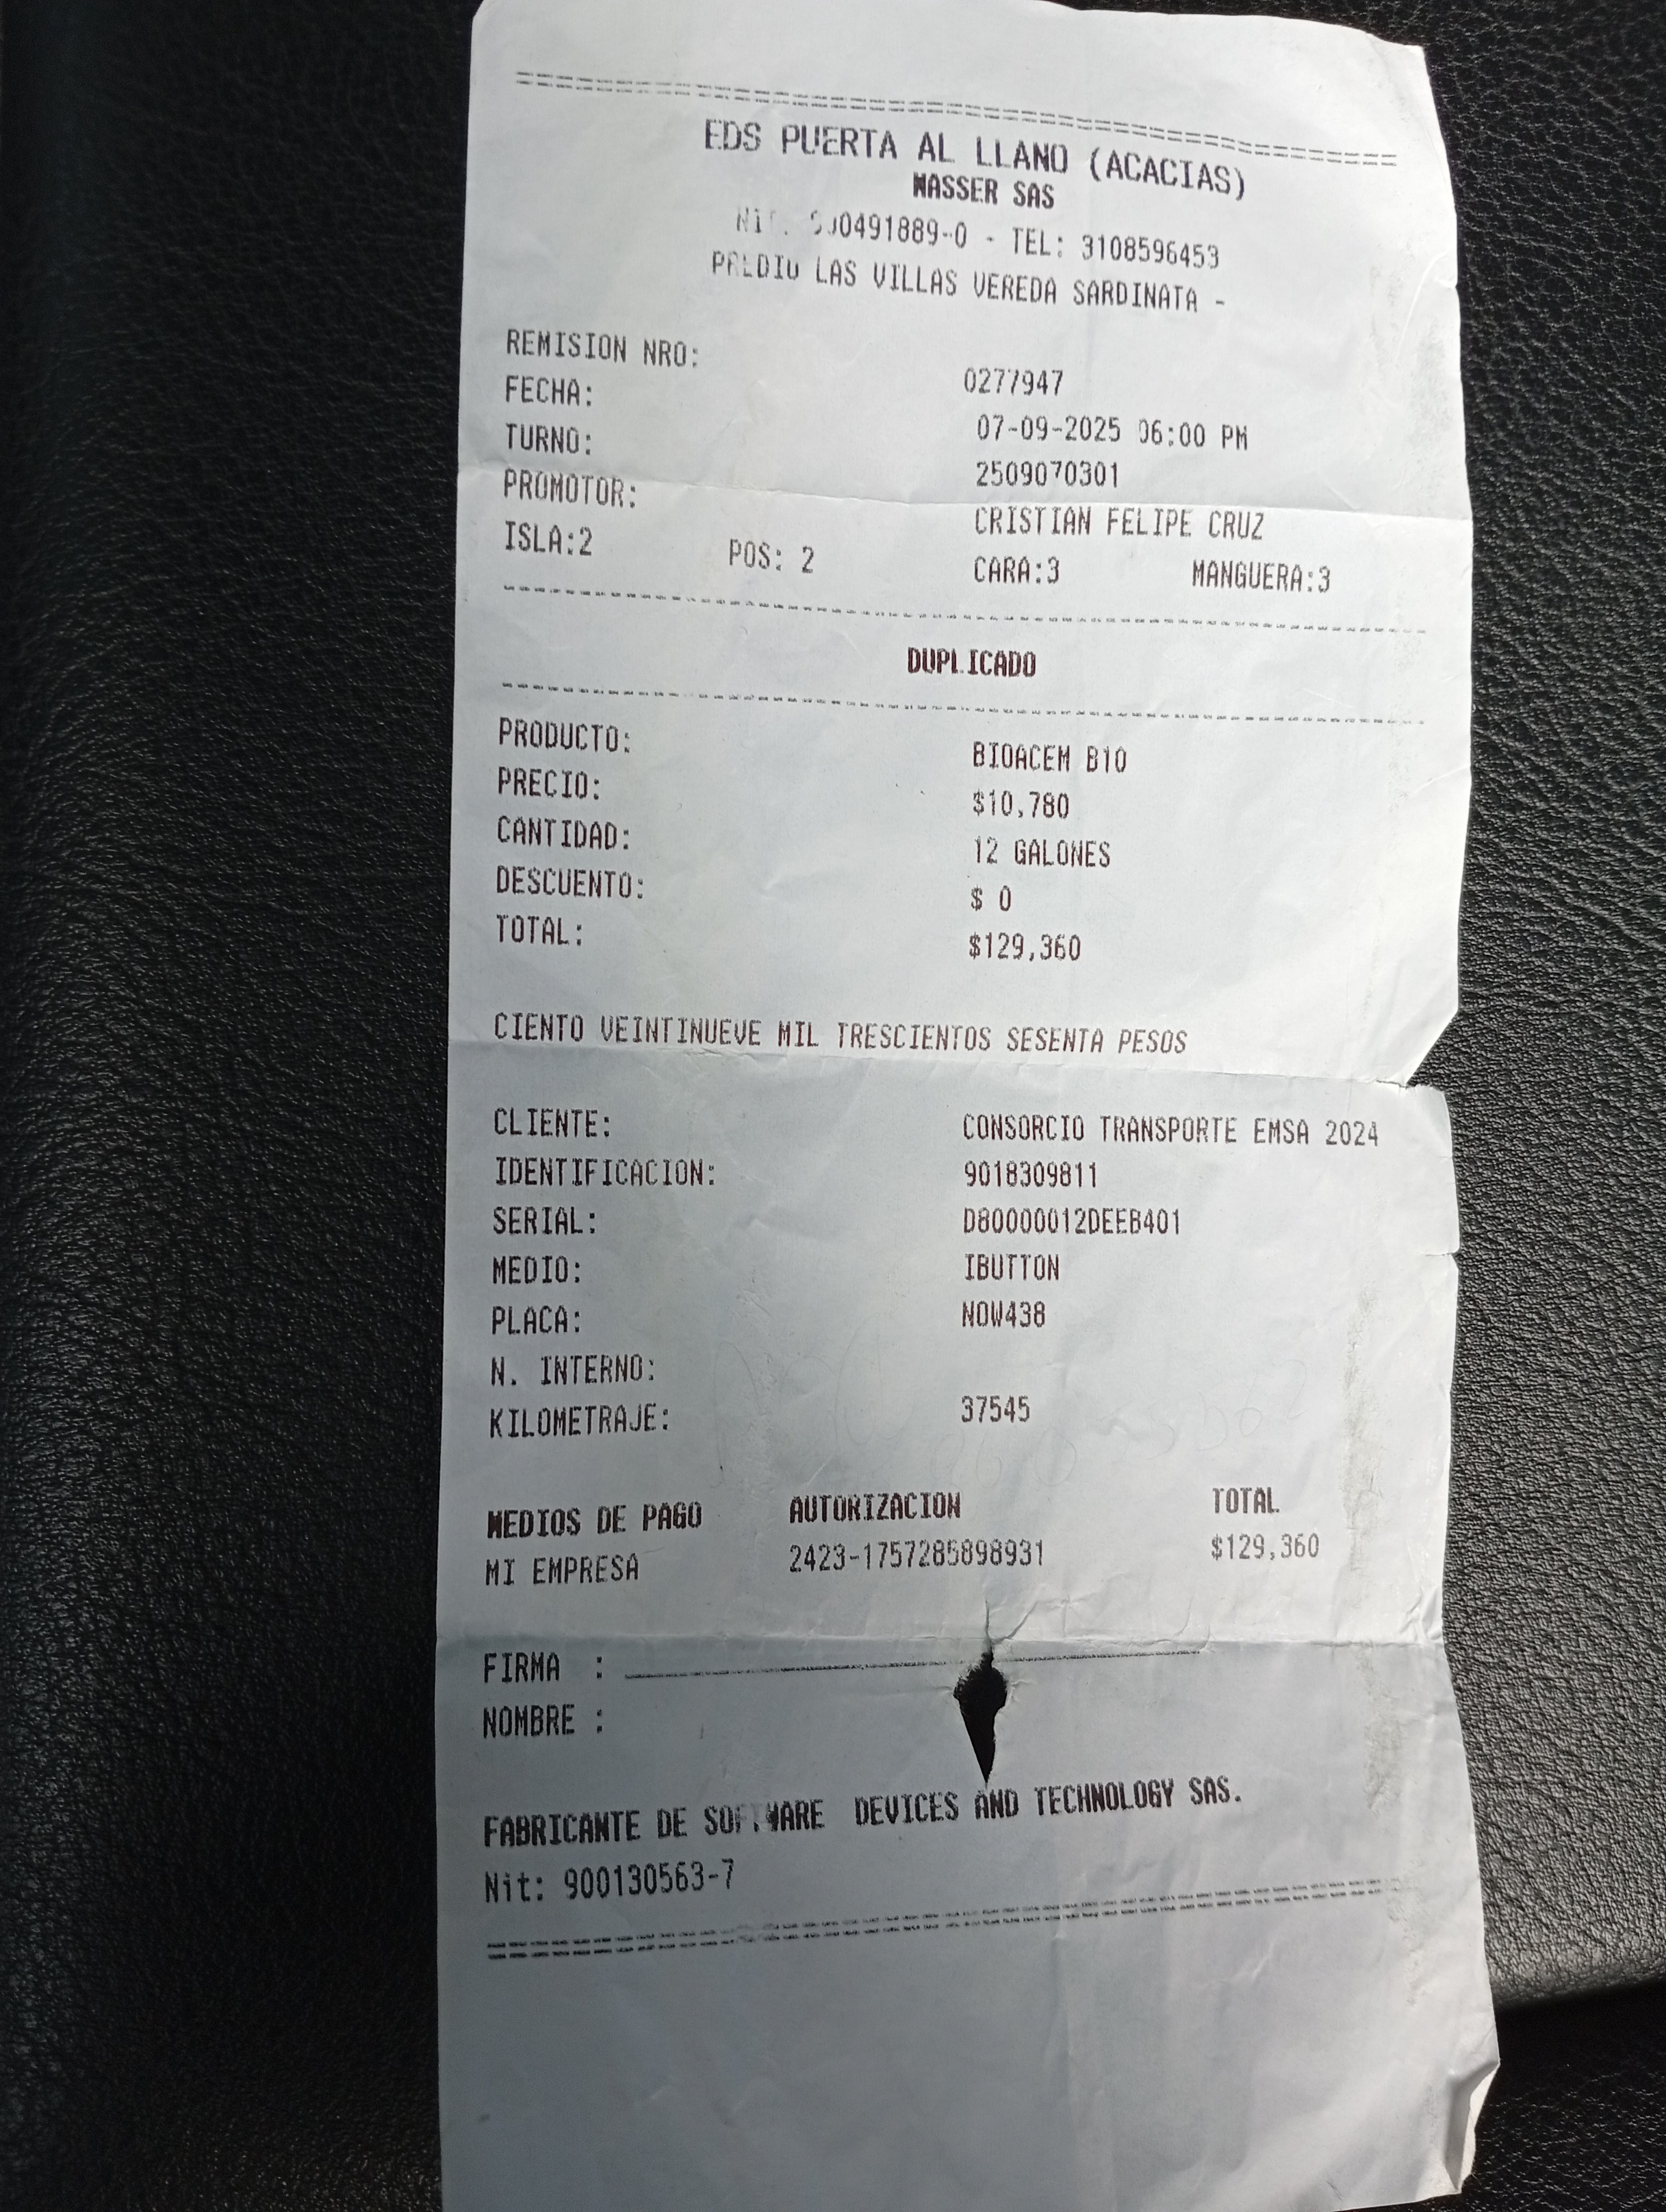 EDS PUERTA AL LLANO (ACACIAS)
MASSER SAS
0491889-0 - TEL: 3108596453
PREDIO LAS VILLAS VEREDA SARDINATA -
REMISION NRO: 0277947
FECHA: 07-09-2025 06:00 PM
TURNO: 2509070301
PROMOTOR: CRISTIAN FELIPE CRUZ
ISLA:2 POS: 2 CARA:3 MANGUERA:3
DUPLICADO
PRODUCTO: BIOACEM B10
PRECIO: $10,780
CANTIDAD: 12 GALONES
DESCUENTO: $ 0
TOTAL: $129,360
CIENTO VEINTINUEVE MIL TRESCIENTOS SESENTA PESOS
CLIENTE: CONSORCIO TRANSPORTE EMSA 2024
IDENTIFICACION: 9018309811
SERIAL: D80000012DEEB401
MEDIO: IBUTTON
PLACA: NOW438
N. INTERNO:
KILOMETRAJE: 37545
MEDIOS DE PAGO AUTORIZACION TOTAL
MI EMPRESA 2423-1757285898931 $129,360
FIRMA :
NOMBRE :
FABRICANTE DE SOFTWARE DEVICES AND TECHNOLOGY SAS.
Nit: 900130563-7